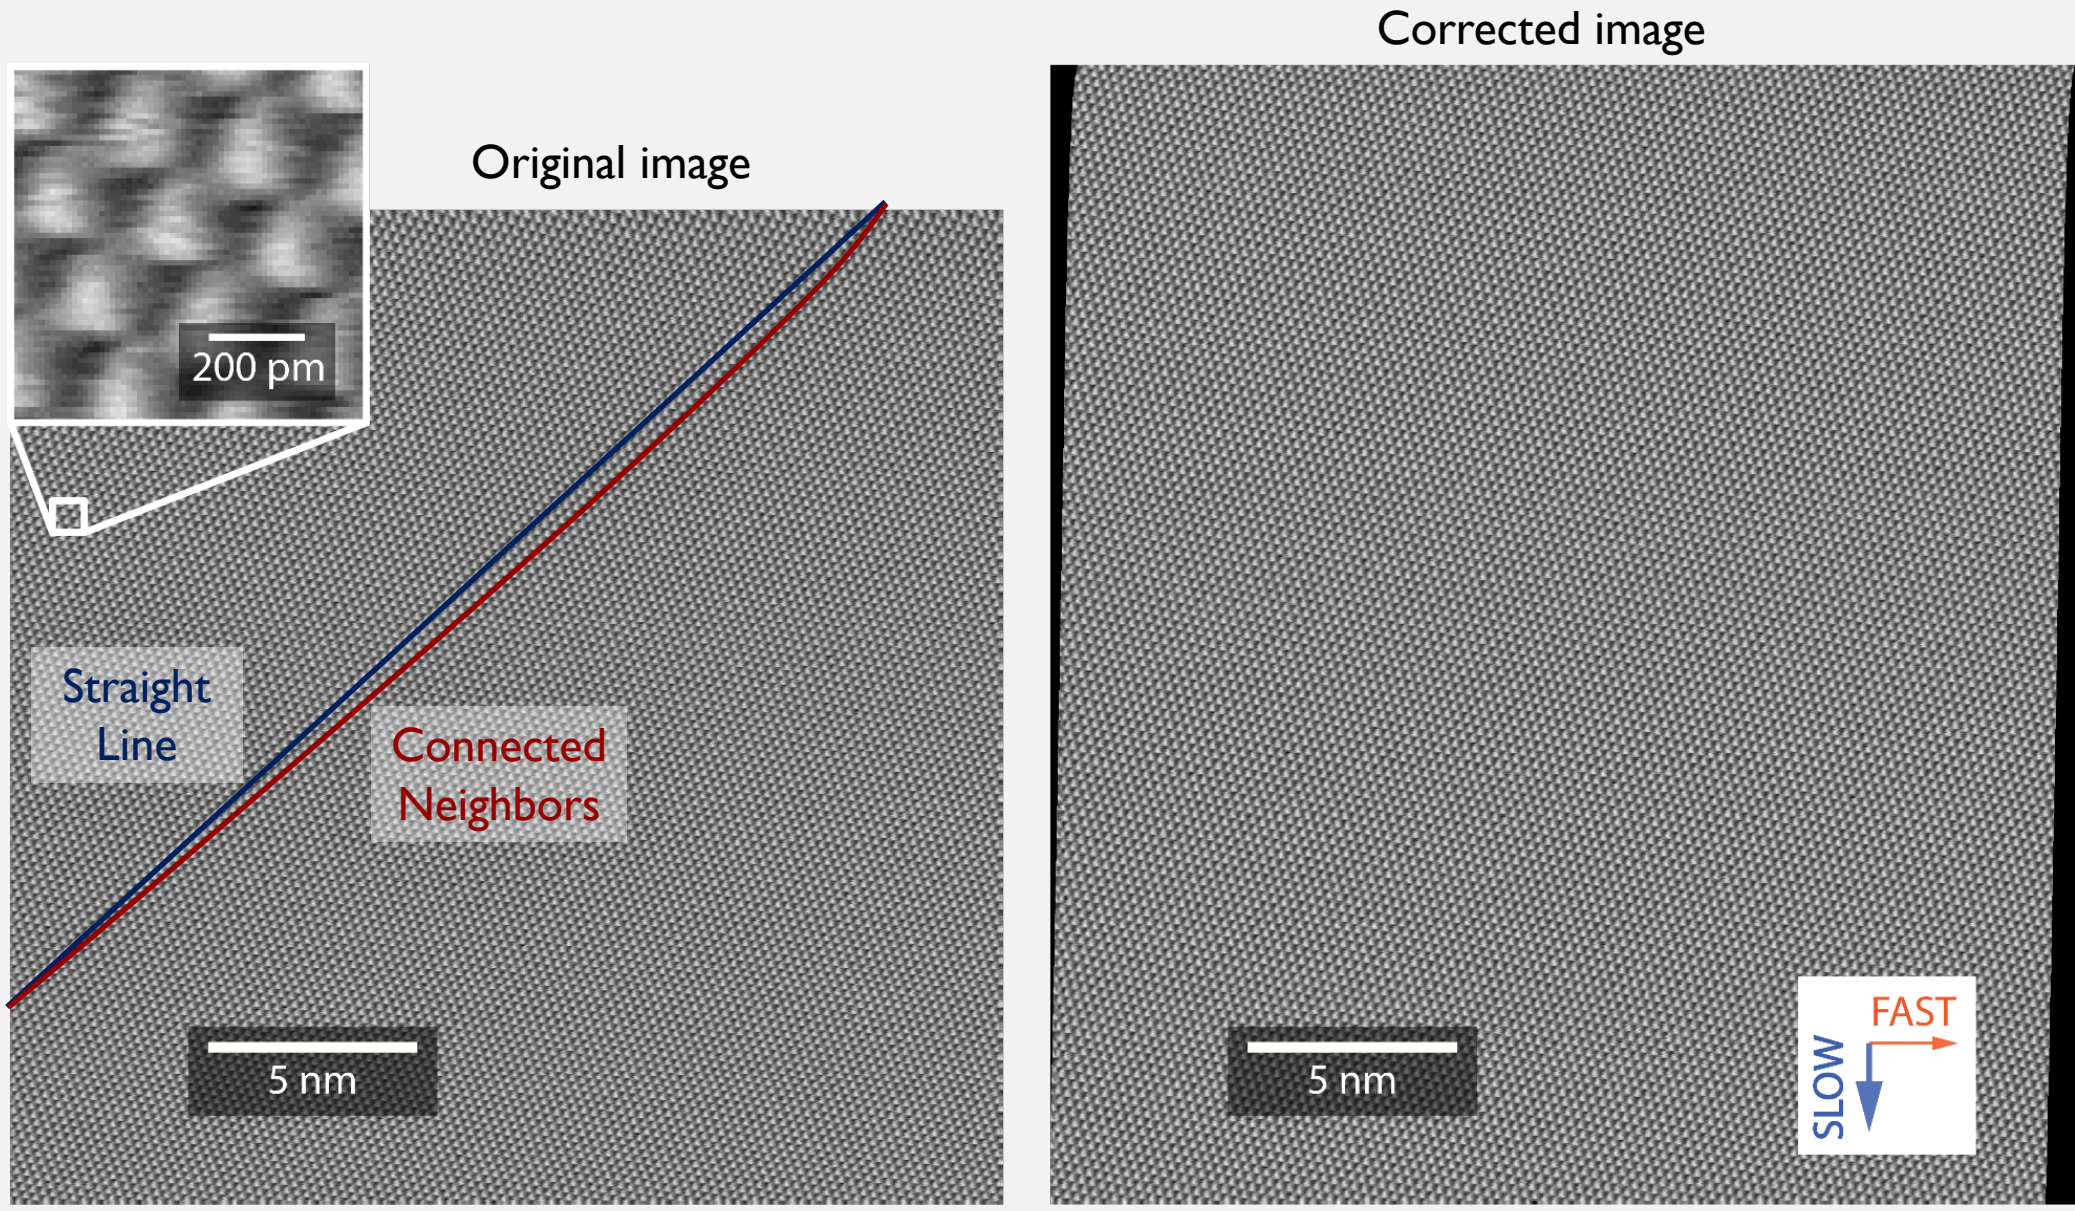 Corrected image
Original image
200 pm
Straight
Line
Connected
Neighbors
5 nm
5 nm
FAST
SLOW